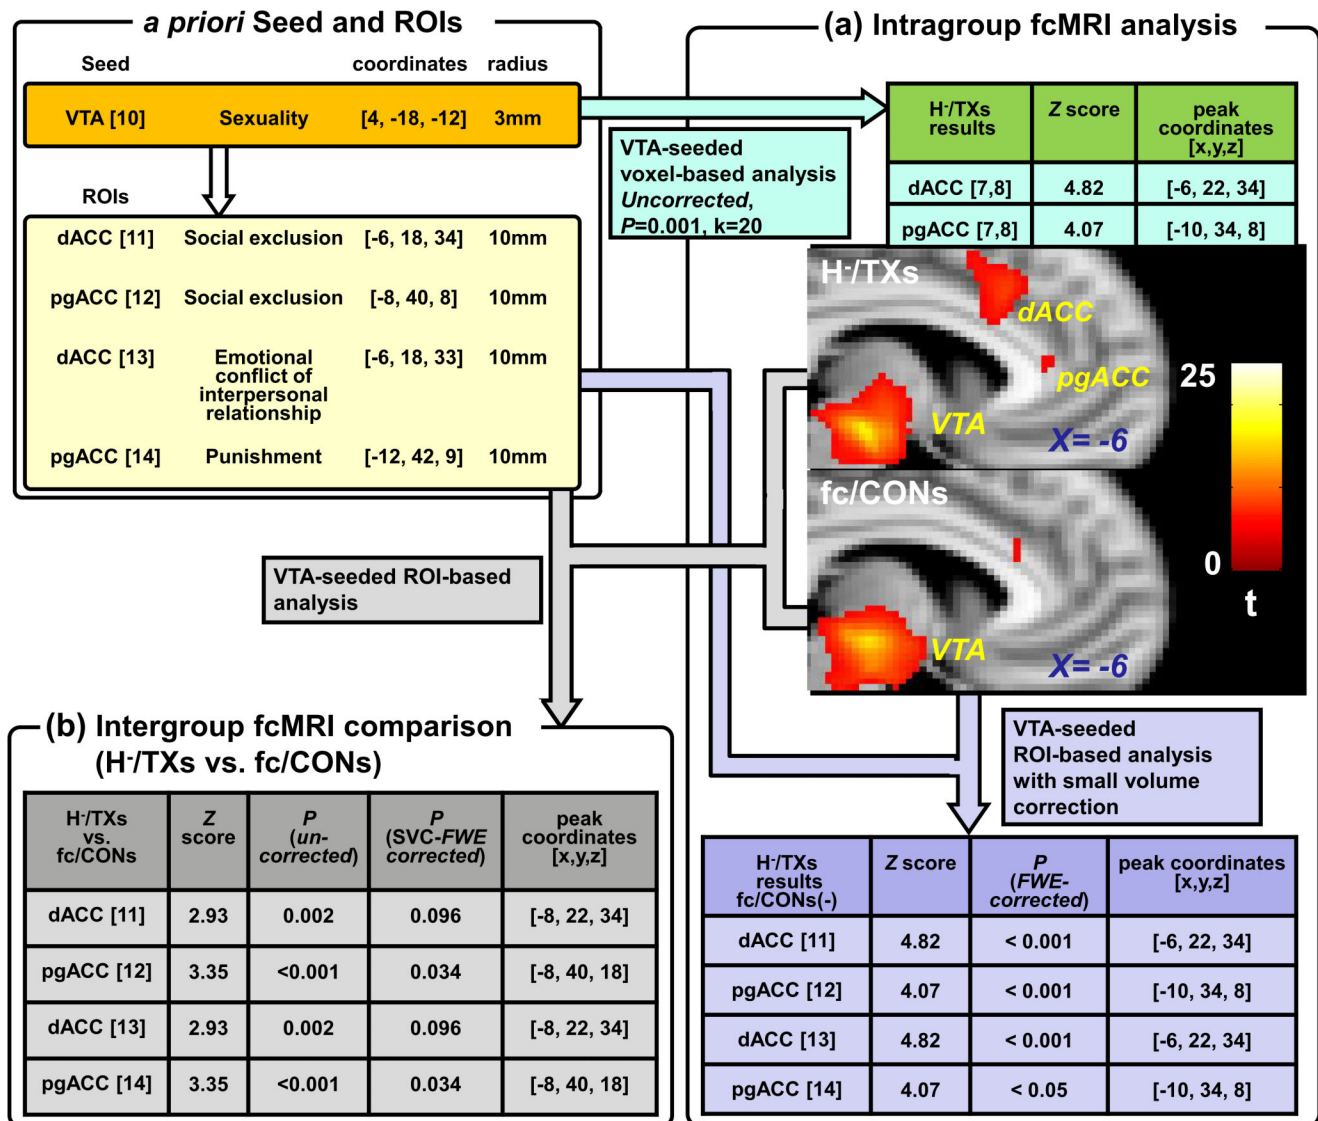 a priori Seed and ROIs
Seed coordinates radius
VTA [10] Sexuality [4, -18, -12] 3mm
ROIs
dACC [11] Social exclusion [-6, 18, 34] 10mm
pgACC [12] Social exclusion [-8, 40, 8] 10mm
dACC [13] Emotional [-6, 18, 33] 10mm
conflict of
interpersonal
relationship
pgACC [14] Punishment [-12, 42, 9] 10mm
VTA-seeded
voxel-based analysis
Uncorrected,
P=0.001, k=20
(a) Intragroup fcMRI analysis
H⁻/TXs
results
Z score
peak
coordinates
[x,y,z]
dACC [7,8] 4.82 [-6, 22, 34]
pgACC [7,8] 4.07 [-10, 34, 8]
H⁻/TXs
dACC
pgACC
VTA
X= -6
fc/CONs
VTA
X= -6
25
0
t
VTA-seeded ROI-based
analysis
VTA-seeded
ROI-based analysis
with small volume
correction
(b) Intergroup fcMRI comparison
(H⁻/TXs vs. fc/CONs)
H⁻/TXs
vs.
fc/CONs
Z
score
P
(un-
corrected)
P
(SVC-FWE
corrected)
peak
coordinates
[x,y,z]
dACC [11] 2.93 0.002 0.096 [-8, 22, 34]
pgACC [12] 3.35 <0.001 0.034 [-8, 40, 18]
dACC [13] 2.93 0.002 0.096 [-8, 22, 34]
pgACC [14] 3.35 <0.001 0.034 [-8, 40, 18]
H⁻/TXs
results
fc/CONs(-)
Z score
P
(FWE-
corrected)
peak coordinates
[x,y,z]
dACC [11] 4.82 < 0.001 [-6, 22, 34]
pgACC [12] 4.07 < 0.001 [-10, 34, 8]
dACC [13] 4.82 < 0.001 [-6, 22, 34]
pgACC [14] 4.07 < 0.05 [-10, 34, 8]